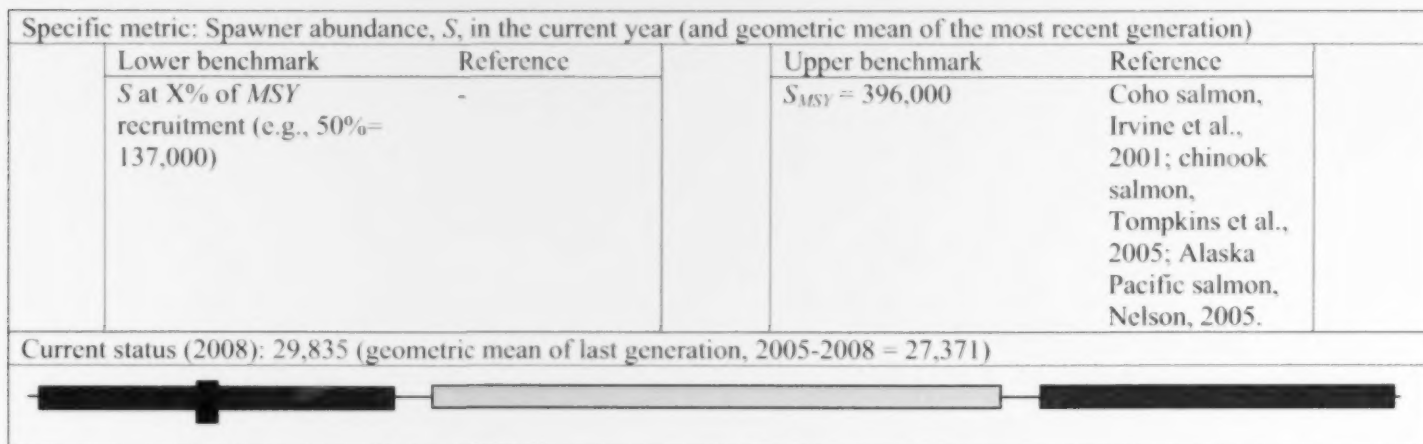 Specific metric: Spawner abundance, S, in the current year (and geometric mean of the most recent generation)
Lower benchmark Reference Upper benchmark Reference
S at X% of MSY recruitment (e.g., 50%= 137,000)
-
S_MSY = 396,000
Coho salmon,
Irvine et al.,
2001; chinook
salmon,
Tompkins et al.,
2005; Alaska
Pacific salmon,
Nelson, 2005.
Current status (2008): 29,835 (geometric mean of last generation, 2005-2008 = 27,371)